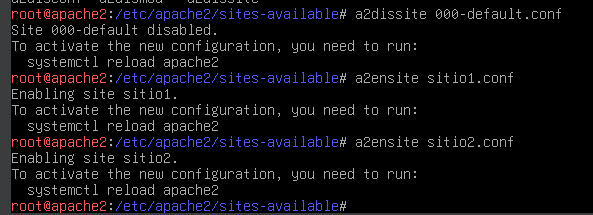 root@apache2:/etc/apache2/sites-available# a2dissite 000-default.conf
Site 000-default disabled.
To activate the new configuration, you need to run:
  systemctl reload apache2
root@apache2:/etc/apache2/sites-available# a2ensite sitio1.conf
Enabling site sitio1.
To activate the new configuration, you need to run:
  systemctl reload apache2
root@apache2:/etc/apache2/sites-available# a2ensite sitio2.conf
Enabling site sitio2.
To activate the new configuration, you need to run:
  systemctl reload apache2
root@apache2:/etc/apache2/sites-available#